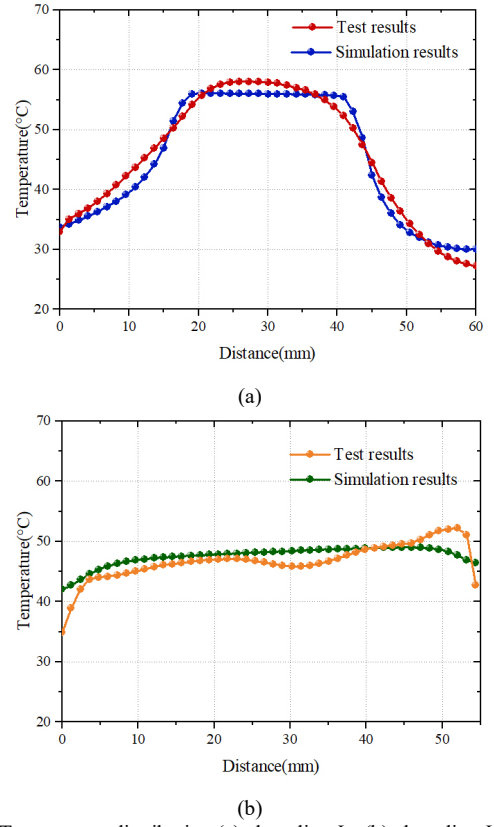 70
60
50
40
30
20
Temperature(°C)
Test results
Simulation results
0 10 20 30 40 50 60
Distance(mm)
(a)
70
60
50
40
30
20
Temperature(°C)
Test results
Simulation results
0 10 20 30 40 50
Distance(mm)
(b)